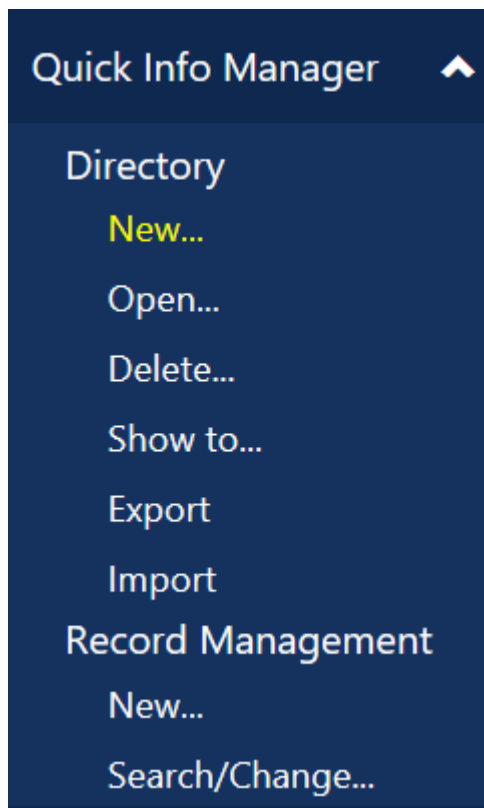 Quick Info Manager
Directory
New...
Open...
Delete...
Show to...
Export
Import
Record Management
New...
Search/Change...